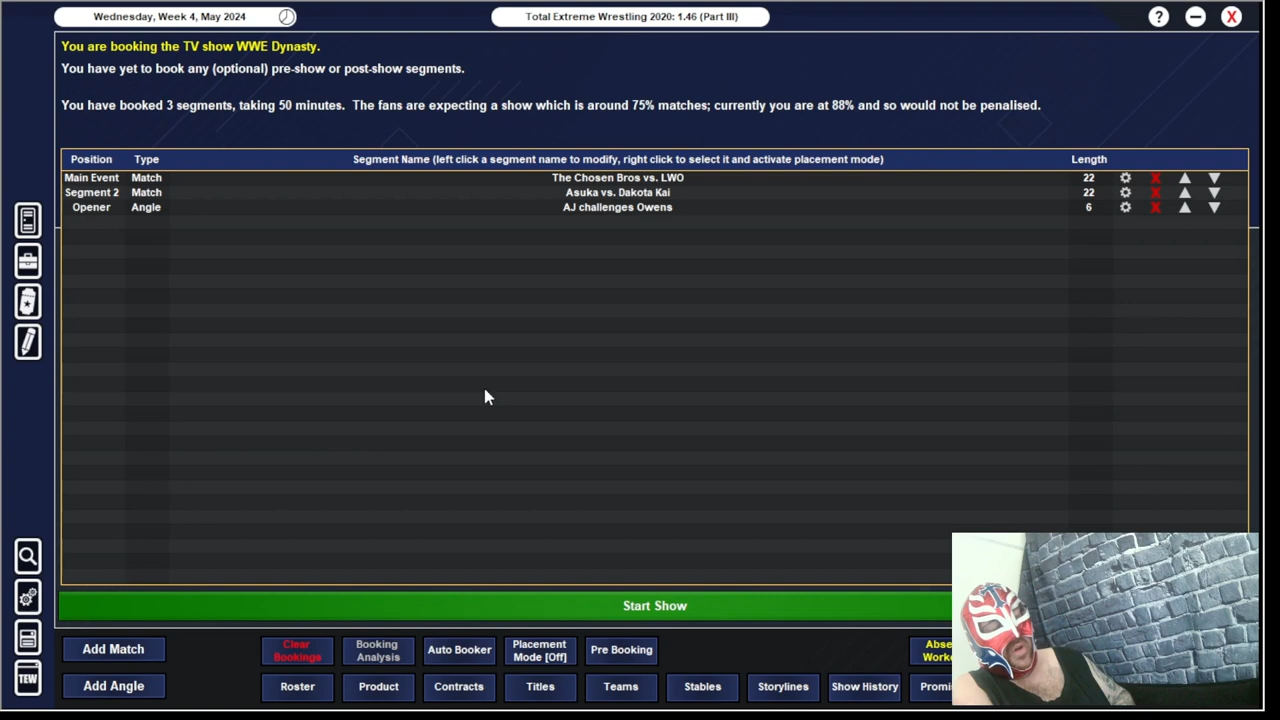 Wednesday, Week 4, May 2024
Total Extreme Wrestling 2020: 1.46 (Part III)
? X
You are booking the TV show WWE Dynasty.
You have yet to book any (optional) pre-show or post-show segments.
You have booked 3 segments, taking 50 minutes. The fans are expecting a show which is around 75% matches; currently you are at 88% and so would not be penalised.
Position Type Segment Name (left click a segment name to modify, right click to select it and activate placement mode) Length
Main Event Match The Chosen Bros vs. LWO 22 X
Segment 2 Match Asuka vs. Dakota Kai 22 X
Opener Angle AJ challenges Owens 6 X
Start Show
Add Match
Clear Bookings
Booking Analysis
Auto Booker
Placement Mode [Off]
Pre Booking
Abse
Work
TEW
Add Angle
Roster
Product
Contracts
Titles
Teams
Stables
Storylines
Show History
Promi